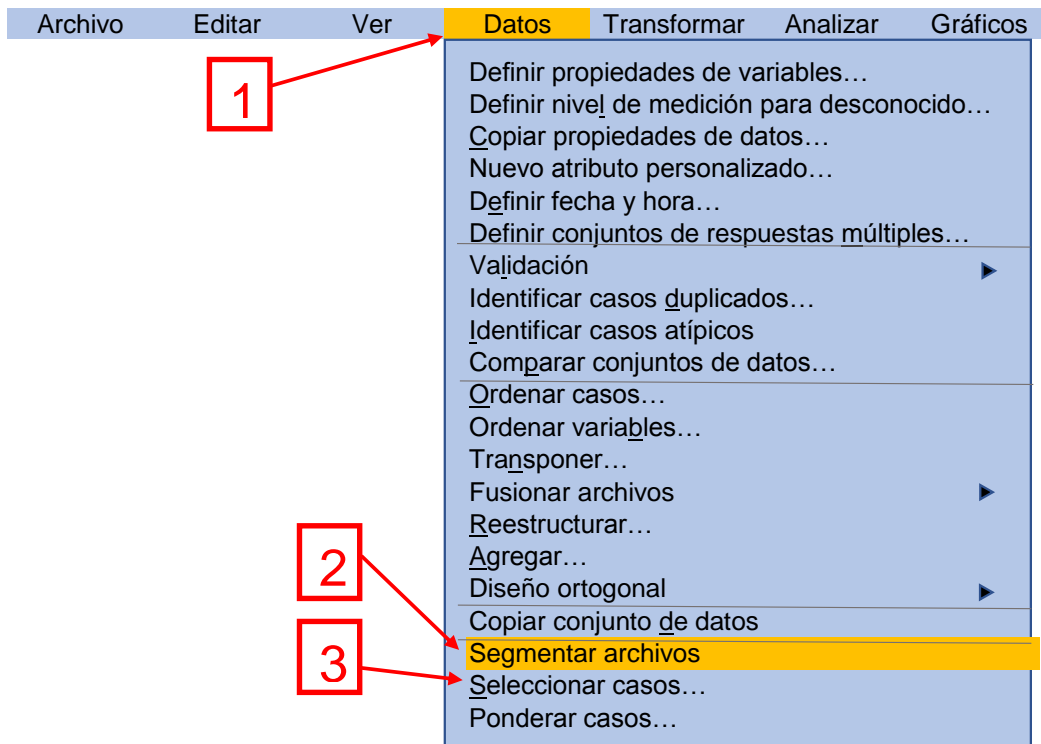 Archivo Editar Ver Datos Transformar Analizar Gráficos
1
Definir propiedades de variables…
Definir nivel de medición para desconocido…
Copiar propiedades de datos…
Nuevo atributo personalizado…
Definir fecha y hora…
Definir conjuntos de respuestas múltiples…
Validación
Identificar casos duplicados…
Identificar casos atípicos
Comparar conjuntos de datos…
Ordenar casos…
Ordenar variables…
Transponer…
Fusionar archivos
Reestructurar…
2
Agregar…
Diseño ortogonal
Copiar conjunto de datos
3
Segmentar archivos
Seleccionar casos…
Ponderar casos…